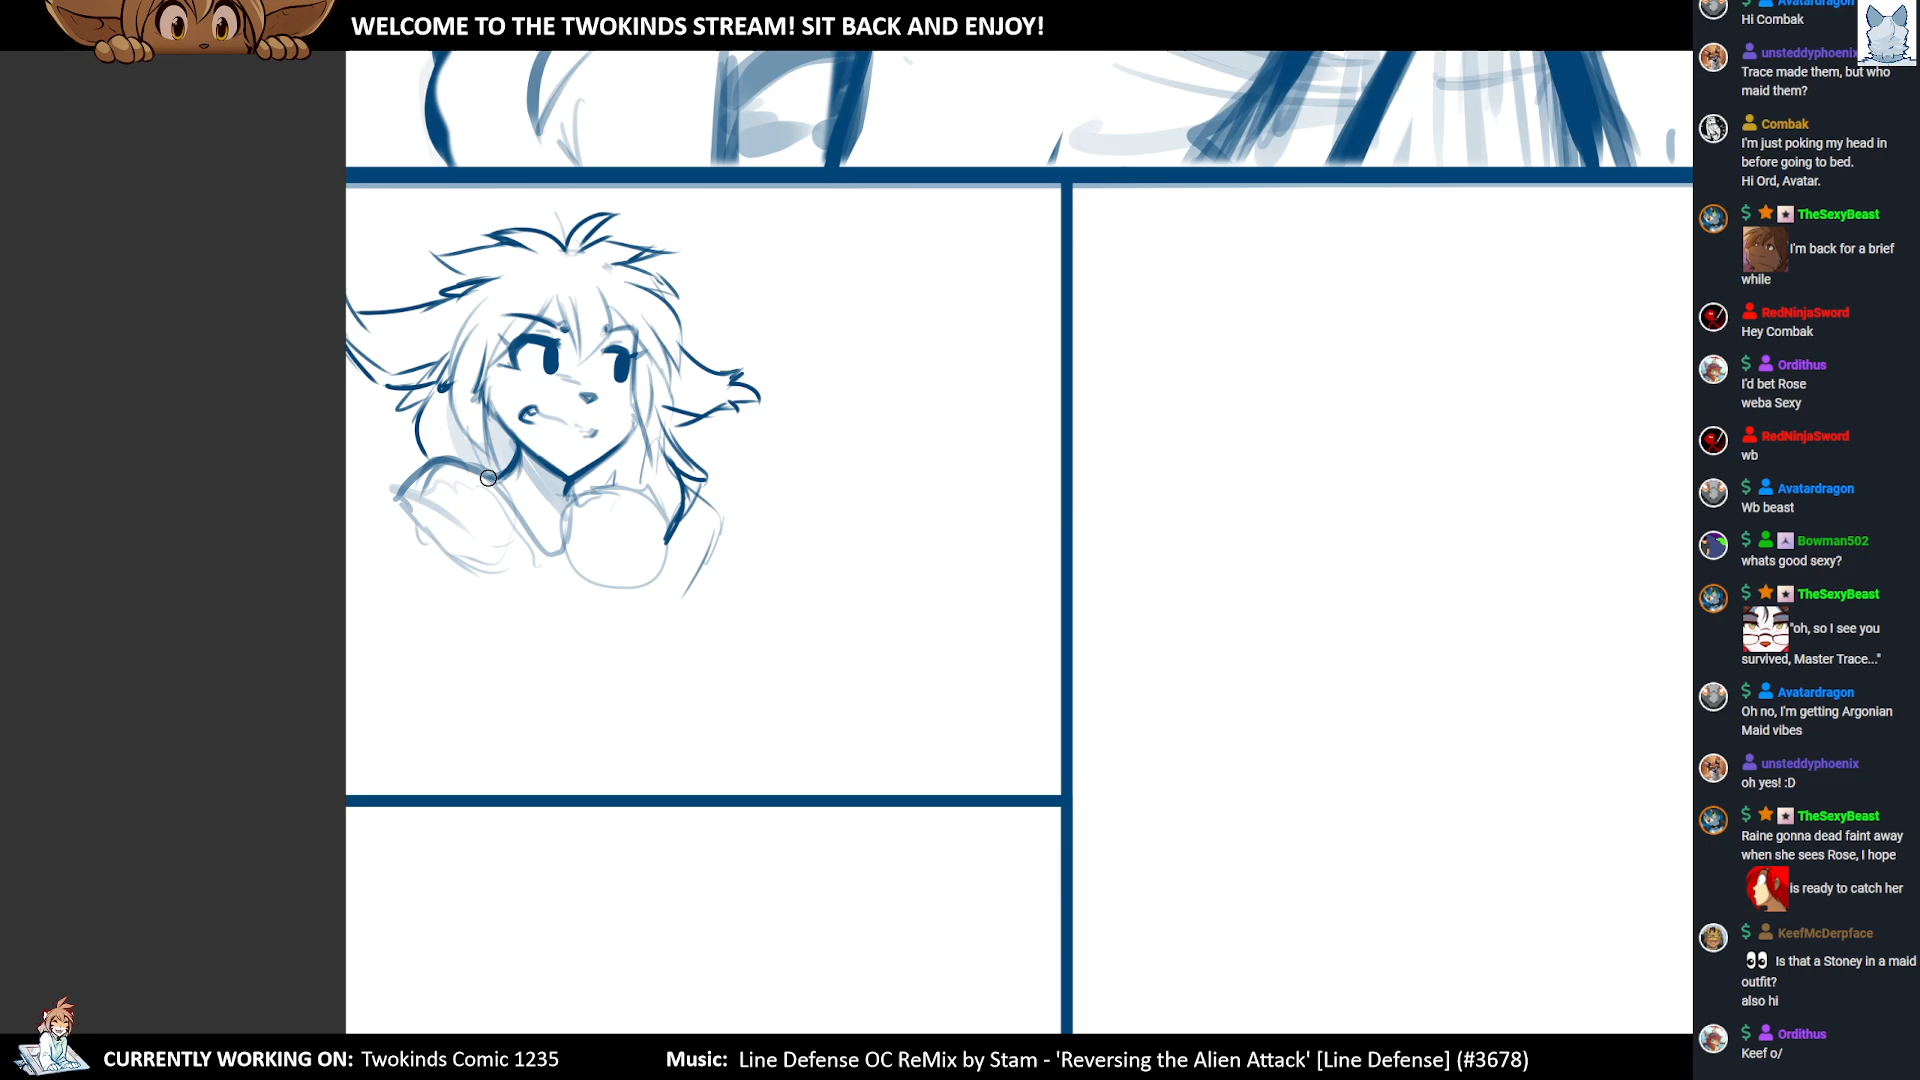 WELCOME TO THE TWOKINDS STREAM! SIT BACK AND ENJOY!
Avatardragon
Hi Combak
unsteddyphoenix
Trace made them, but who
maid them?
Combak
I'm just poking my head in
before going to bed.
Hi Ord, Avatar.
TheSexyBeast
I'm back for a brief
while
RedNinjaSword
Hey Combak
Ordithus
I'd bet Rose
weba Sexy
RedNinjaSword
wb
Avatardragon
Wb beast
Bowman502
whats good sexy?
TheSexyBeast
"oh, so I see you
survived, Master Trace..."
Avatardragon
Oh no, I'm getting Argonian
Maid vibes
unsteddyphoenix
oh yes! :D
TheSexyBeast
Raine gonna dead faint away
when she sees Rose, I hope
is ready to catch her
KeefMcDerpface
Is that a Stoney in a maid
outfit?
also hi
Ordithus
Keef o/
CURRENTLY WORKING ON: Twokinds Comic 1235
Music: Line Defense OC ReMix by Stam - 'Reversing the Alien Attack' [Line Defense] (#3678)